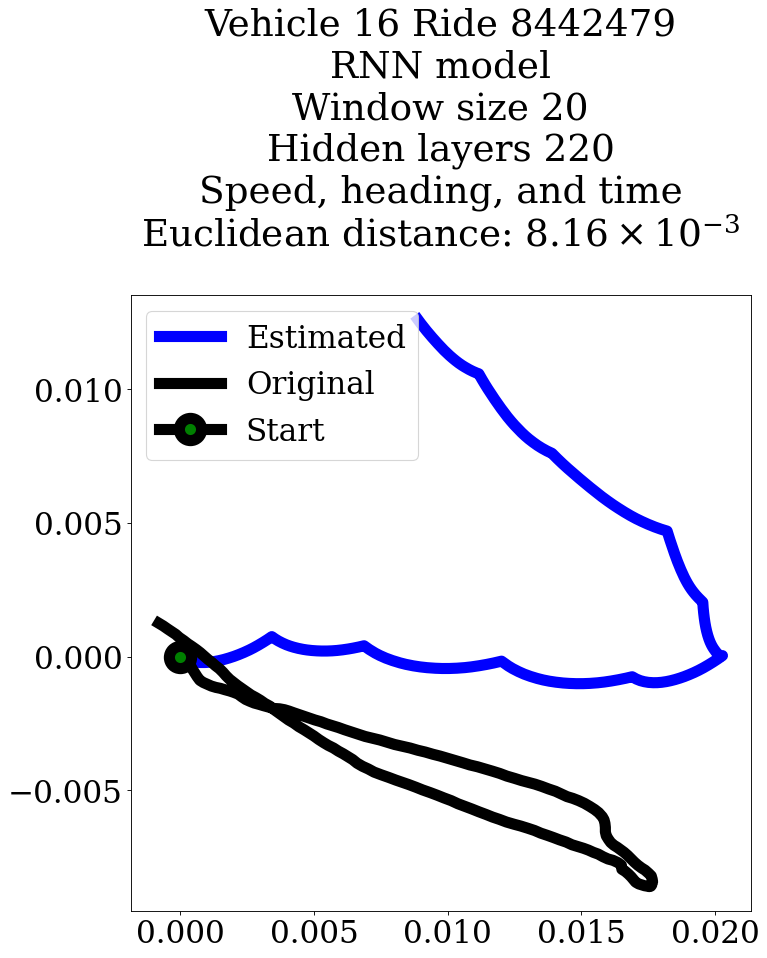 Vehicle 16 Ride 8442479
RNN model
Window size 20
Hidden layers 220
Speed, heading, and time
Euclidean distance: 8.16 × 10⁻³
Estimated
Original
Start
0.010
0.005
0.000
−0.005
0.000 0.005 0.010 0.015 0.020